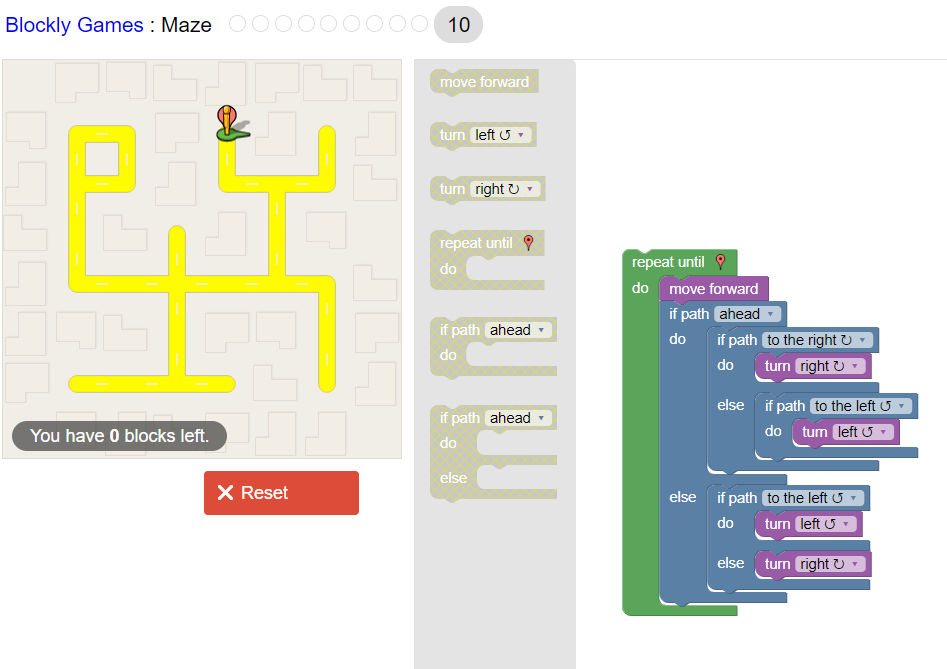 Blockly Games : Maze 10
You have 0 blocks left.
Reset
move forward
turn left ↺ ▾
turn right ↻ ▾
repeat until
do
if path ahead ▾
do
if path ahead ▾
do
else
repeat until
do move forward
if path ahead ▾
do if path to the right ↻ ▾
do turn right ↻ ▾
else if path to the left ↺ ▾
do turn left ↺ ▾
else if path to the left ↺ ▾
do turn left ↺ ▾
else turn right ↻ ▾